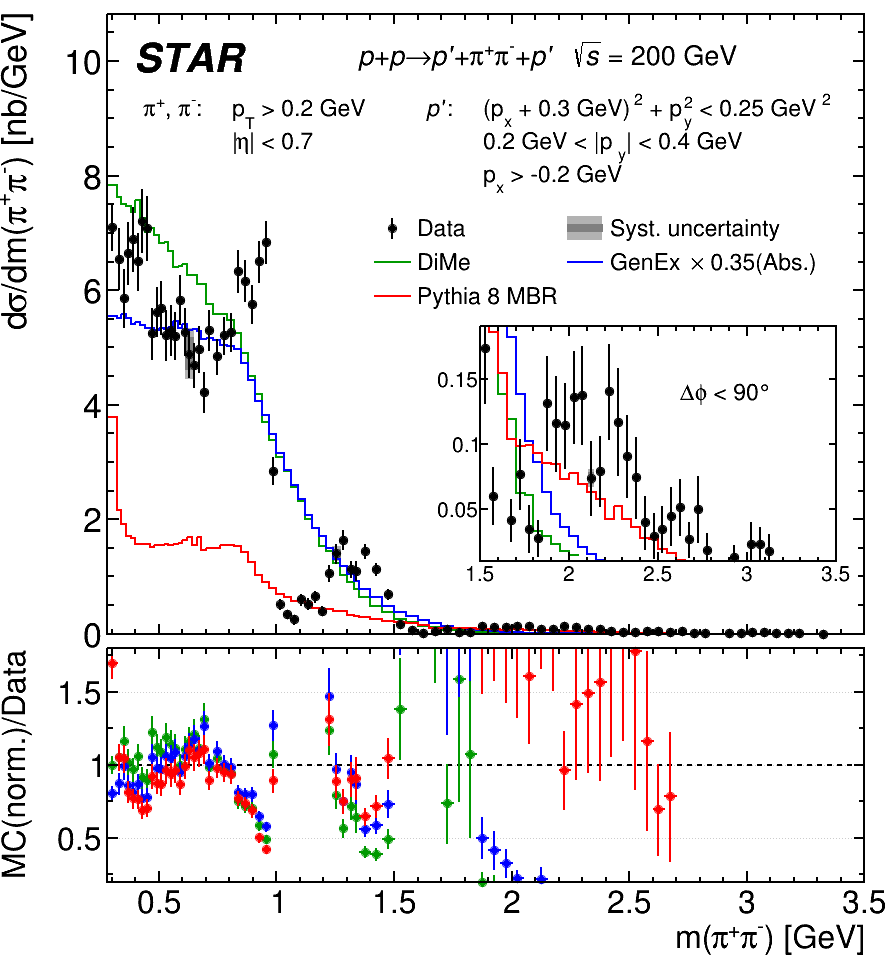 STAR p+p→p′+π⁺π⁻+p′ √s = 200 GeV
π⁺, π⁻: p_T > 0.2 GeV p′: (p_x + 0.3 GeV)² + p_y² < 0.25 GeV²
|η| < 0.7 0.2 GeV < |p_y| < 0.4 GeV
p_x > -0.2 GeV
Data Syst. uncertainty
DiMe GenEx × 0.35(Abs.)
Pythia 8 MBR
dσ/dm(π⁺π⁻) [nb/GeV]
10
8
6
4
2
0
Δφ < 90°
0.15
0.1
0.05
1.5 2 2.5 3 3.5
MC(norm.)/Data
1.5
1
0.5
0.5 1 1.5 2 2.5 3 3.5
m(π⁺π⁻) [GeV]